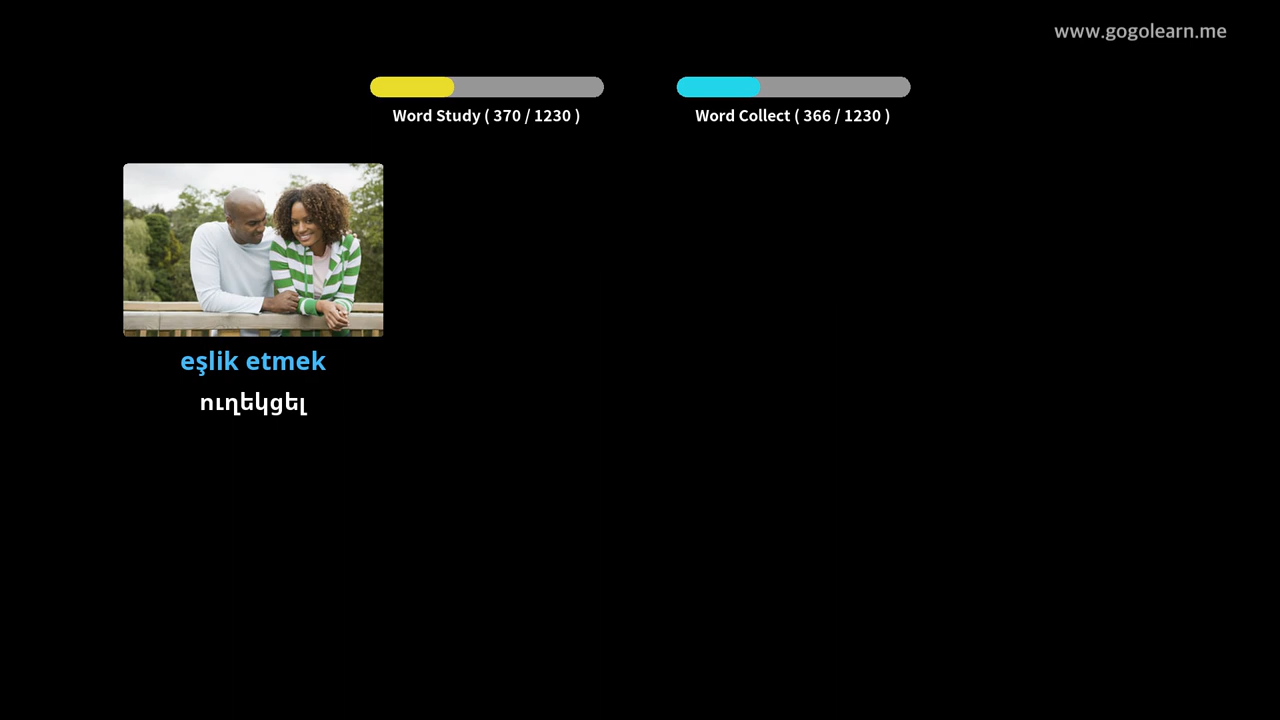 www.gogolearn.me
Word Study ( 370 / 1230 )
Word Collect ( 366 / 1230 )
eşlik etmek
ուղեկցել